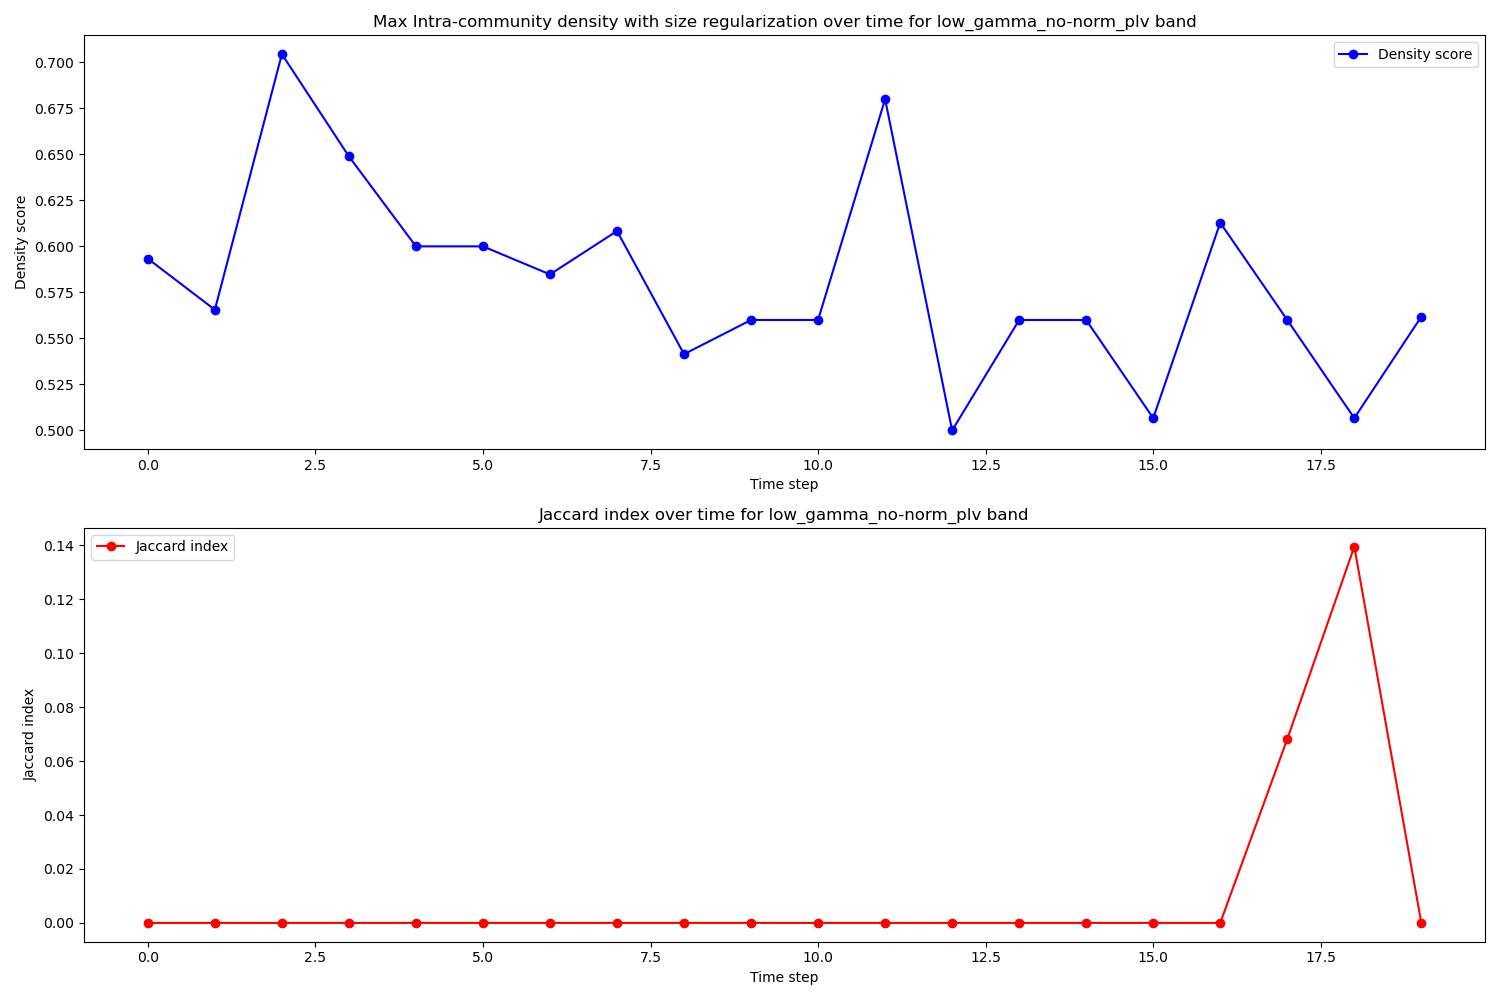 Max Intra-community density with size regularization over time for low_gamma_no-norm_plv band
Density score
0.700
0.675
0.650
0.625
0.600
0.575
0.550
0.525
0.500
Density score
0.0 2.5 5.0 7.5 10.0 12.5 15.0 17.5
Time step
Jaccard index over time for low_gamma_no-norm_plv band
Jaccard index
0.14
0.12
0.10
0.08
0.06
0.04
0.02
0.00
Jaccard index
0.0 2.5 5.0 7.5 10.0 12.5 15.0 17.5
Time step